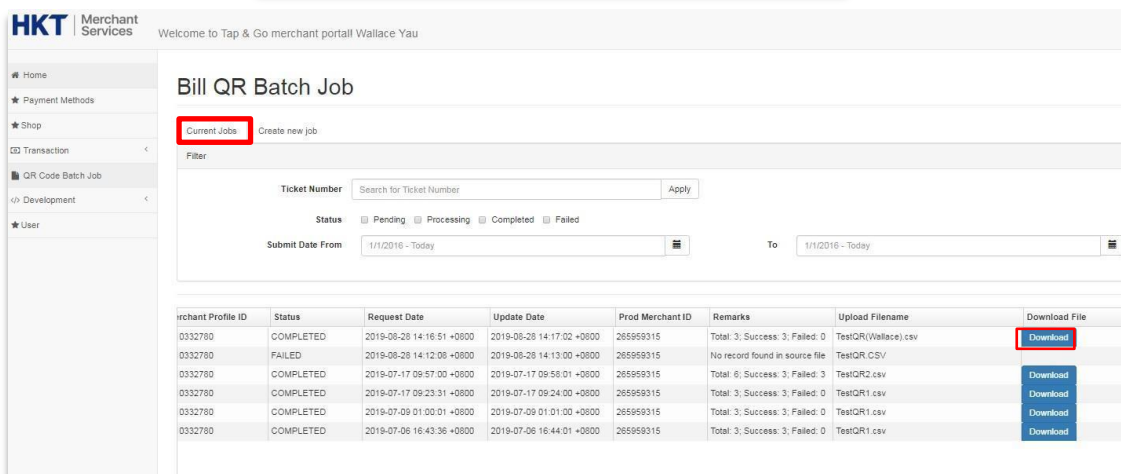 HKT Merchant Services
Welcome to Tap & Go merchant portal! Wallace Yau
Home
Payment Methods
Shop
Transaction
QR Code Batch Job
Development
User
Bill QR Batch Job
Current Jobs Create new job
Filter
Ticket Number Search for Ticket Number Apply
Status Pending Processing Completed Failed
Submit Date From 1/1/2016 - Today To 1/1/2016 - Today
rchant Profile ID Status Request Date Update Date Prod Merchant ID Remarks Upload Filename Download File
0332780 COMPLETED 2019-08-28 14:16:51 +0800 2019-08-28 14:17:02 +0800 265959315 Total: 3; Success: 3; Failed: 0 TestQR(Wallace).csv Download
0332780 FAILED 2019-08-28 14:12:08 +0800 2019-08-28 14:13:00 +0800 265959315 No record found in source file TestQR.CSV
0332780 COMPLETED 2019-07-17 09:57:00 +0800 2019-07-17 09:58:01 +0800 265959315 Total: 6; Success: 3; Failed: 3 TestQR2.csv Download
0332780 COMPLETED 2019-07-17 09:23:31 +0800 2019-07-17 09:24:00 +0800 265959315 Total: 3; Success: 3; Failed: 0 TestQR1.csv Download
0332780 COMPLETED 2019-07-09 01:00:01 +0800 2019-07-09 01:01:00 +0800 265959315 Total: 3; Success: 3; Failed: 0 TestQR1.csv Download
0332780 COMPLETED 2019-07-06 16:43:36 +0800 2019-07-06 16:44:01 +0800 265959315 Total: 3; Success: 3; Failed: 0 TestQR1.csv Download